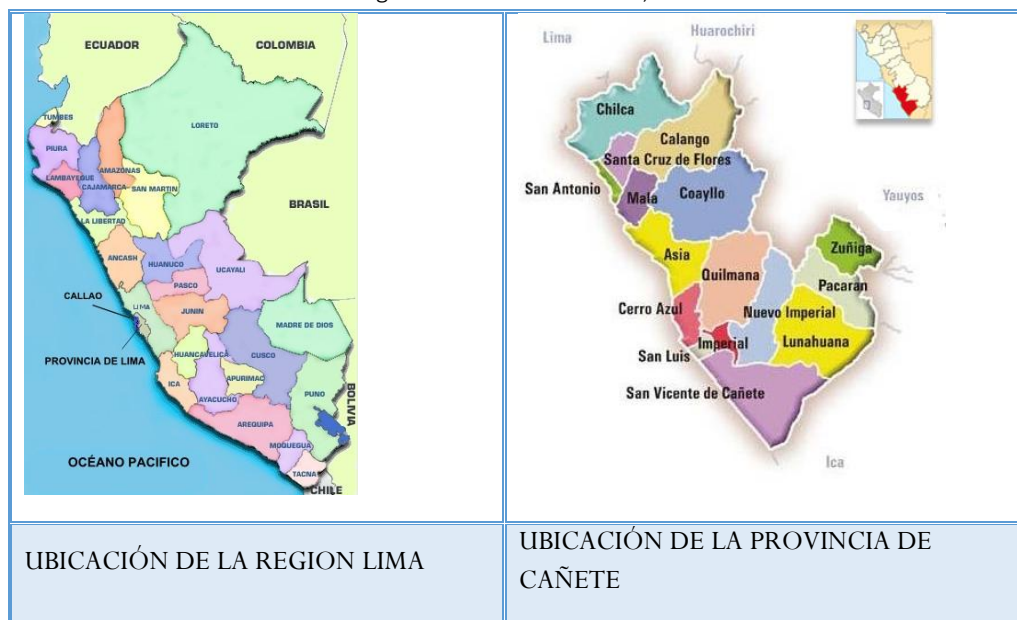 ECUADOR
COLOMBIA
TUMBES
LORETO
PIURA
AMAZONAS
LAMBAYEQUE
CAJAMARCA
SAN MARTIN
BRASIL
LA LIBERTAD
ANCASH
HUANUCO
UCAYALI
PASCO
CALLAO
LIMA
JUNIN
MADRE DE DIOS
PROVINCIA DE LIMA
HUANCAVELICA
CUSCO
ICA
APURIMAC
AYACUCHO
PUNO
BOLIVIA
AREQUIPA
MOQUEGUA
OCÉANO PACIFICO
TACNA
CHILE
Lima
Huarochiri
Chilca
Calango
Santa Cruz de Flores
San Antonio
Mala
Coayllo
Yauyos
Asia
Zuñiga
Quilmana
Pacaran
Cerro Azul
Nuevo Imperial
Imperial
Lunahuana
San Luis
San Vicente de Cañete
Ica
UBICACIÓN DE LA REGION LIMA
UBICACIÓN DE LA PROVINCIA DE
CAÑETE